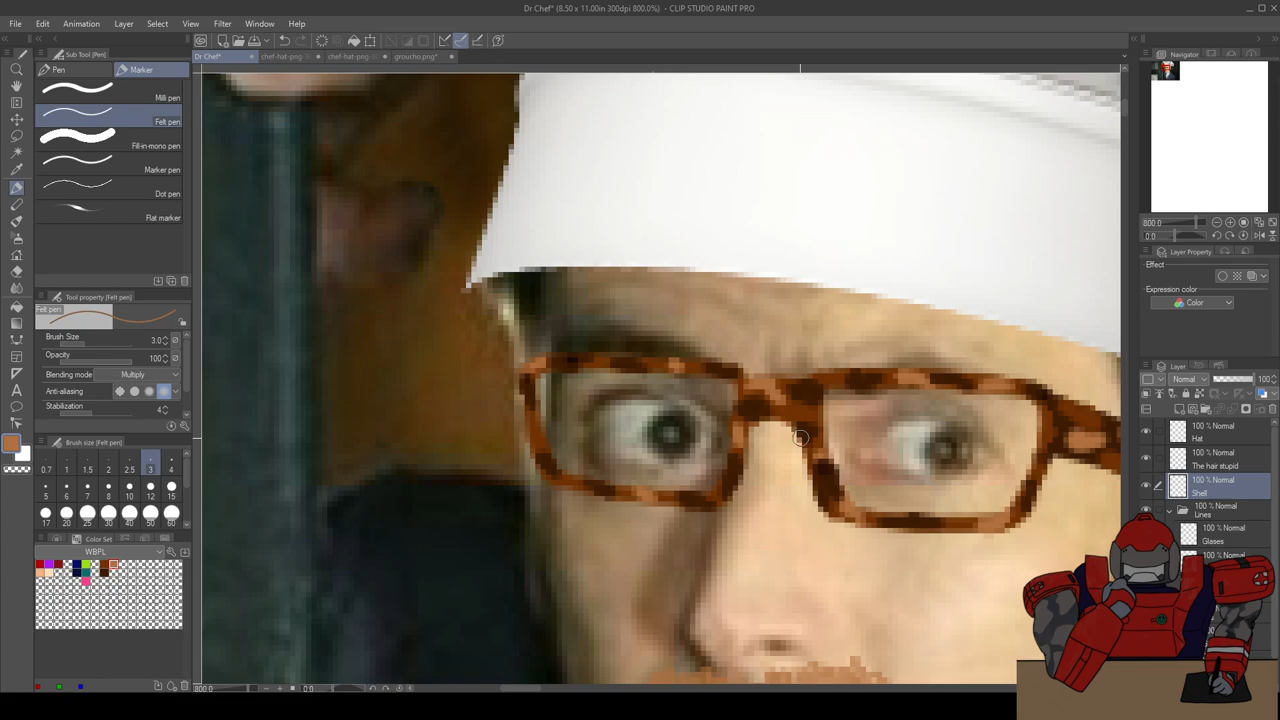 Dr Chef* (8.50 x 11.00in 300dpi 800.0%) - CLIP STUDIO PAINT PRO
File Edit Animation Layer Select View Filter Window Help
Sub Tool [Pen]
Dr Chef* chef-hat-png chef-hat-png groucho.png*
Navigator
Pen Marker
Milli pen
Felt pen
Fill-in-mono pen
Marker pen
Dot pen
Flat marker
800.0
0.0
Layer Property
Effect
Expression color
Color
Tool property [Felt pen]
Felt pen
Brush Size 3.0
Opacity 100
Blending mode Multiply
Anti-aliasing
Stabilization 4
Layer
Normal 100
100 % Normal
Hat
100 % Normal
The hair stupid
100 % Normal
Shell
100 % Normal
Lines
100 % Normal
Glases
100 % Normal
Brush size [Felt pen]
0.7 1 1.5 2 2.5 3 4
5 6 7 8 10 12 15
17 20 25 30 40 50 60
Color Set
WBPL
800.0 0.0